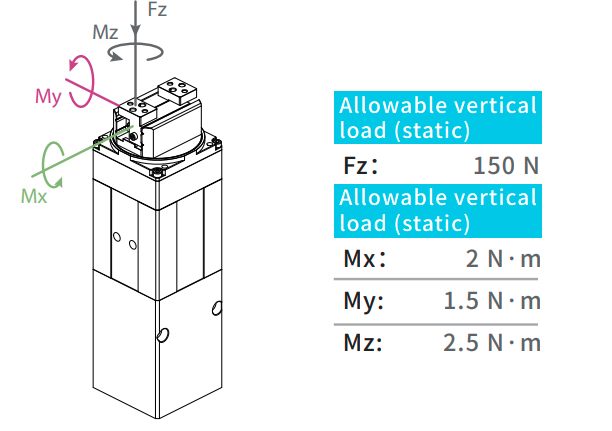 Fz
Mz
My
Mx
Allowable vertical
load (static)
Fz: 150 N
Allowable vertical
load (static)
Mx: 2 N·m
My: 1.5 N·m
Mz: 2.5 N·m